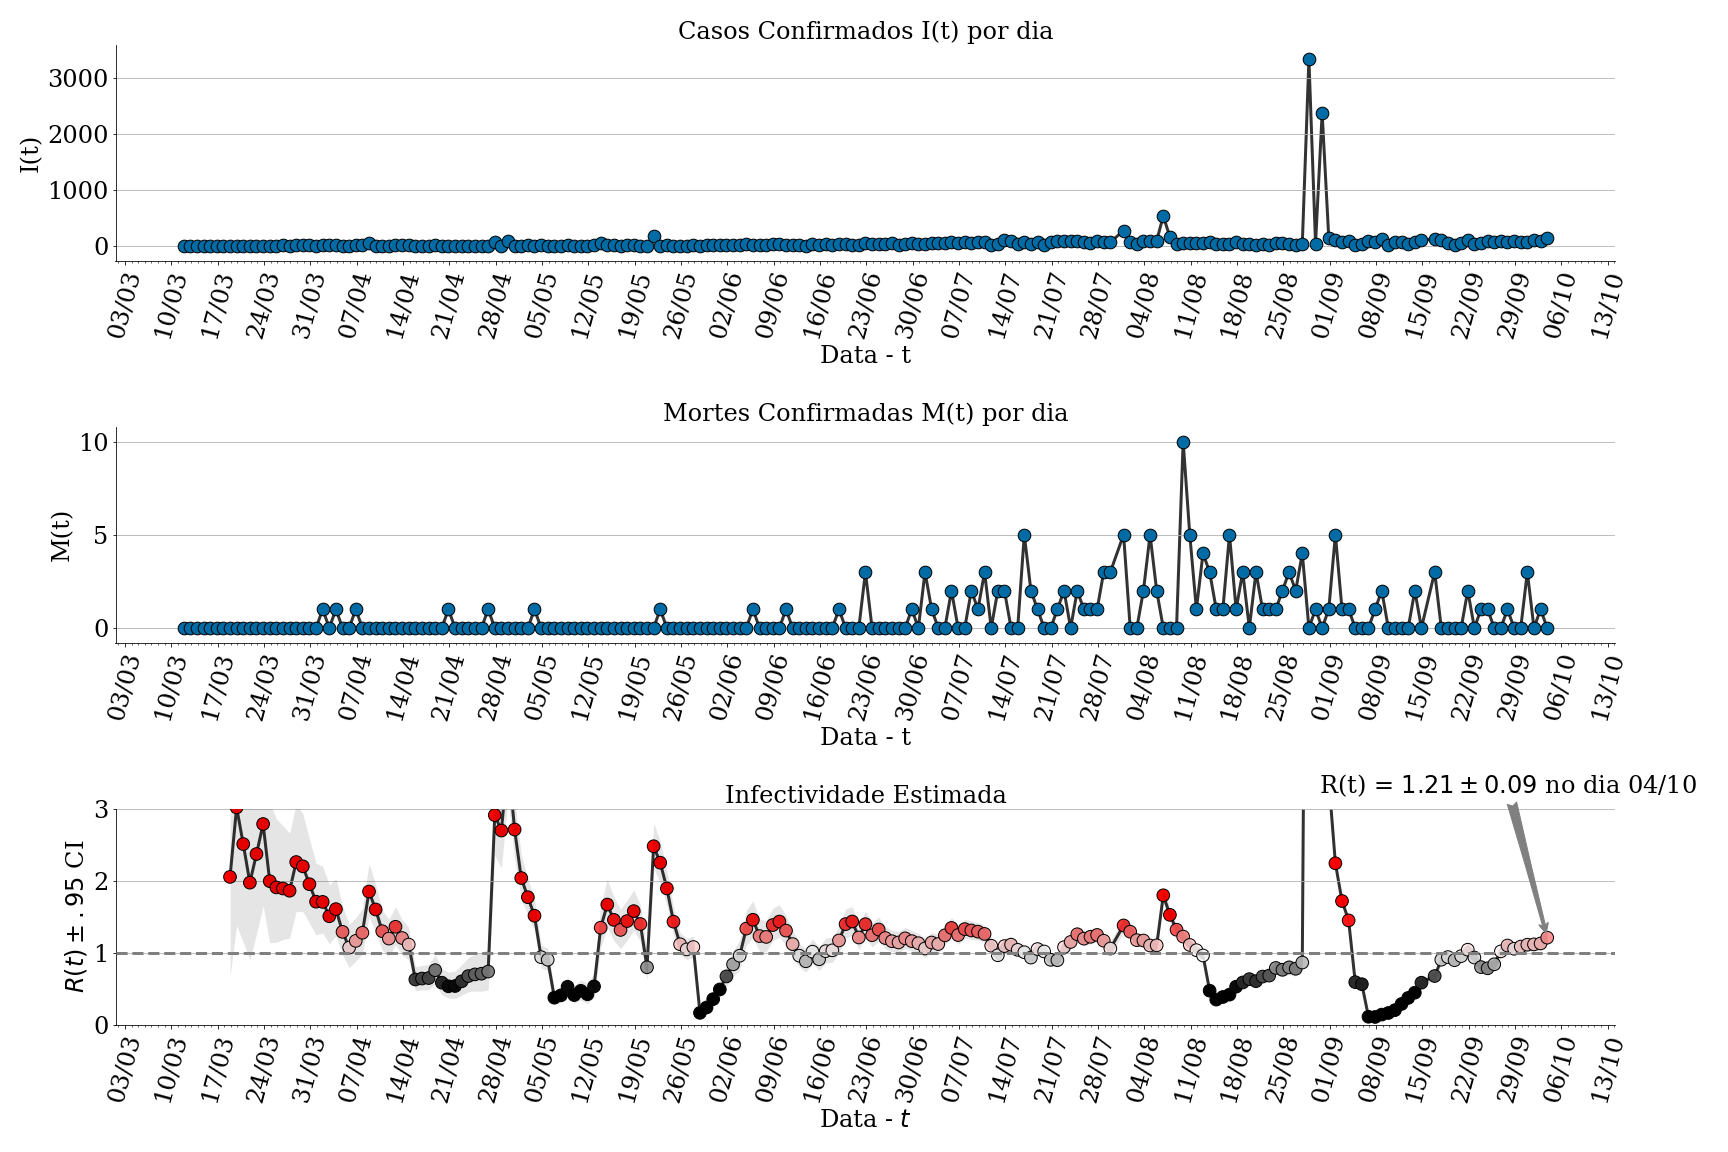 Casos Confirmados I(t) por dia
3000
2000
1000
0
I(t)
03/03 10/03 17/03 24/03 31/03 07/04 14/04 21/04 28/04 05/05 12/05 19/05 26/05 02/06 09/06 16/06 23/06 30/06 07/07 14/07 21/07 28/07 04/08 11/08 18/08 25/08 01/09 08/09 15/09 22/09 29/09 06/10 13/10
Data - t
Mortes Confirmadas M(t) por dia
10
5
0
M(t)
03/03 10/03 17/03 24/03 31/03 07/04 14/04 21/04 28/04 05/05 12/05 19/05 26/05 02/06 09/06 16/06 23/06 30/06 07/07 14/07 21/07 28/07 04/08 11/08 18/08 25/08 01/09 08/09 15/09 22/09 29/09 06/10 13/10
Data - t
R(t) = 1.21 ± 0.09 no dia 04/10
Infectividade Estimada
3
2
1
0
R(t) ± .95 CI
03/03 10/03 17/03 24/03 31/03 07/04 14/04 21/04 28/04 05/05 12/05 19/05 26/05 02/06 09/06 16/06 23/06 30/06 07/07 14/07 21/07 28/07 04/08 11/08 18/08 25/08 01/09 08/09 15/09 22/09 29/09 06/10 13/10
Data - t